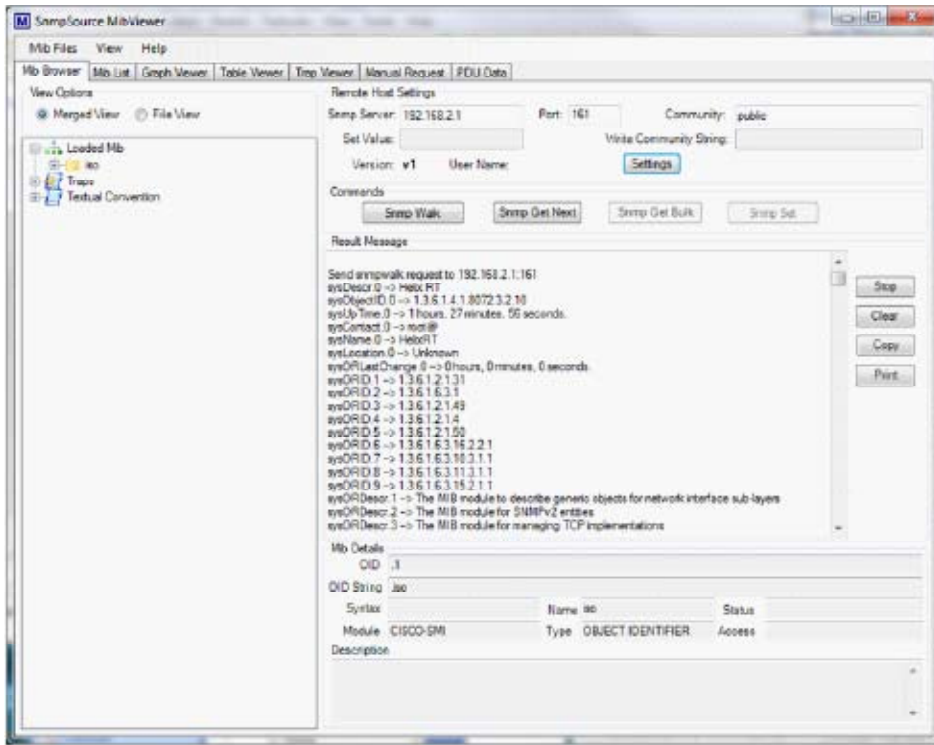 SnmpSource MibViewer
Mib Files View Help
Mib Browser Mib List Graph Viewer Table Viewer Trap Viewer Manual Request PDU Data
View Options
Merged View File View
Loaded Mib
iso
Traps
Textual Convention
Remote Host Settings
Snmp Server: 192.168.2.1 Port: 161 Community: public
Set Value: Write Community String:
Version: v1 User Name: Settings
Commands
Snmp Walk Snmp Get Next Snmp Get Bulk Snmp Set
Result Message
Send snmpwalk request to 192.168.2.1:161
sysDescr.0 -> Helix RT
sysObjectID.0 -> 1.3.6.1.4.1.8072.3.2.10
sysUpTime.0 -> 1 hours, 27 minutes, 56 seconds.
sysContact.0 -> root@
sysName.0 -> HelixRT
sysLocation.0 -> Unknown
sysORLastChange.0 -> 0 hours, 0 minutes, 0 seconds.
sysORID.1 -> 1.3.6.1.2.1.31
sysORID.2 -> 1.3.6.1.6.3.1
sysORID.3 -> 1.3.6.1.2.1.49
sysORID.4 -> 1.3.6.1.2.1.4
sysORID.5 -> 1.3.6.1.2.1.50
sysORID.6 -> 1.3.6.1.6.3.16.2.2.1
sysORID.7 -> 1.3.6.1.6.3.10.3.1.1
sysORID.8 -> 1.3.6.1.6.3.11.3.1.1
sysORID.9 -> 1.3.6.1.6.3.15.2.1.1
sysORDescr.1 -> The MIB module to describe generic objects for network interface sub-layers
sysORDescr.2 -> The MIB module for SNMPv2 entities
sysORDescr.3 -> The MIB module for managing TCP implementations
Stop
Clear
Copy
Print
Mib Details
OID .1
OID String .iso
Syntax Name iso Status
Module CISCO-SMI Type OBJECT IDENTIFIER Access
Description